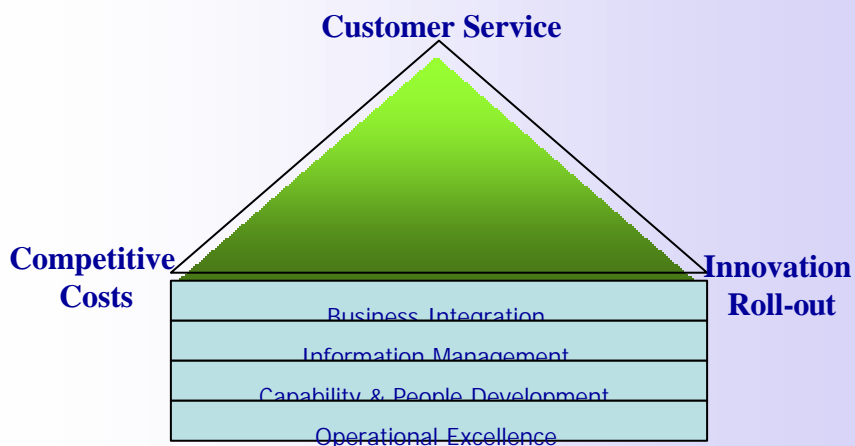 Customer Service
Competitive
Costs
Innovation
Roll-out
Business Integration
Information Management
Capability & People Development
Operational Excellence